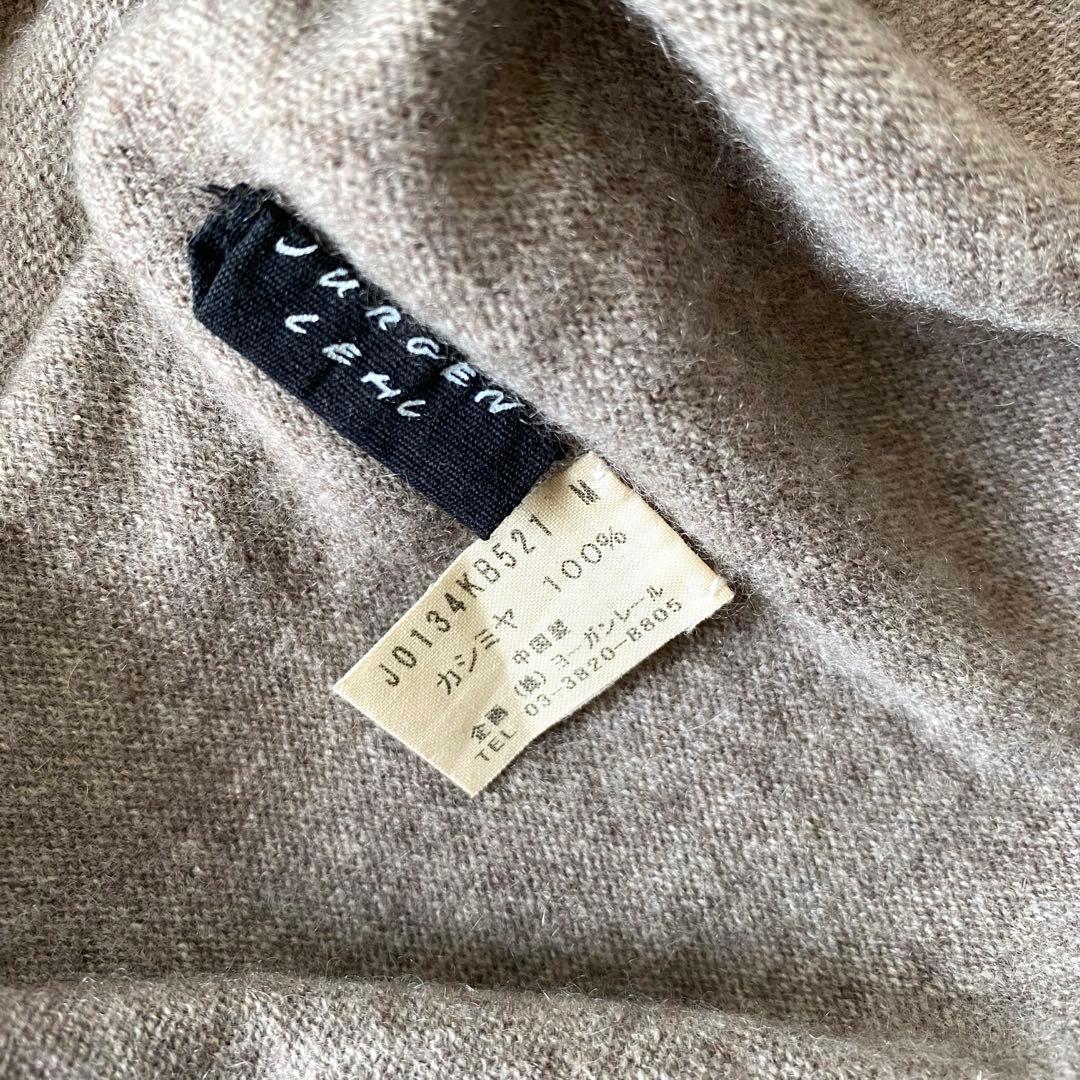 JURGEN
LEHL
J0134KB521 M
カシミヤ 100%
中国製
企画 (株) ヨーガンレール
TEL 03-3820-8805